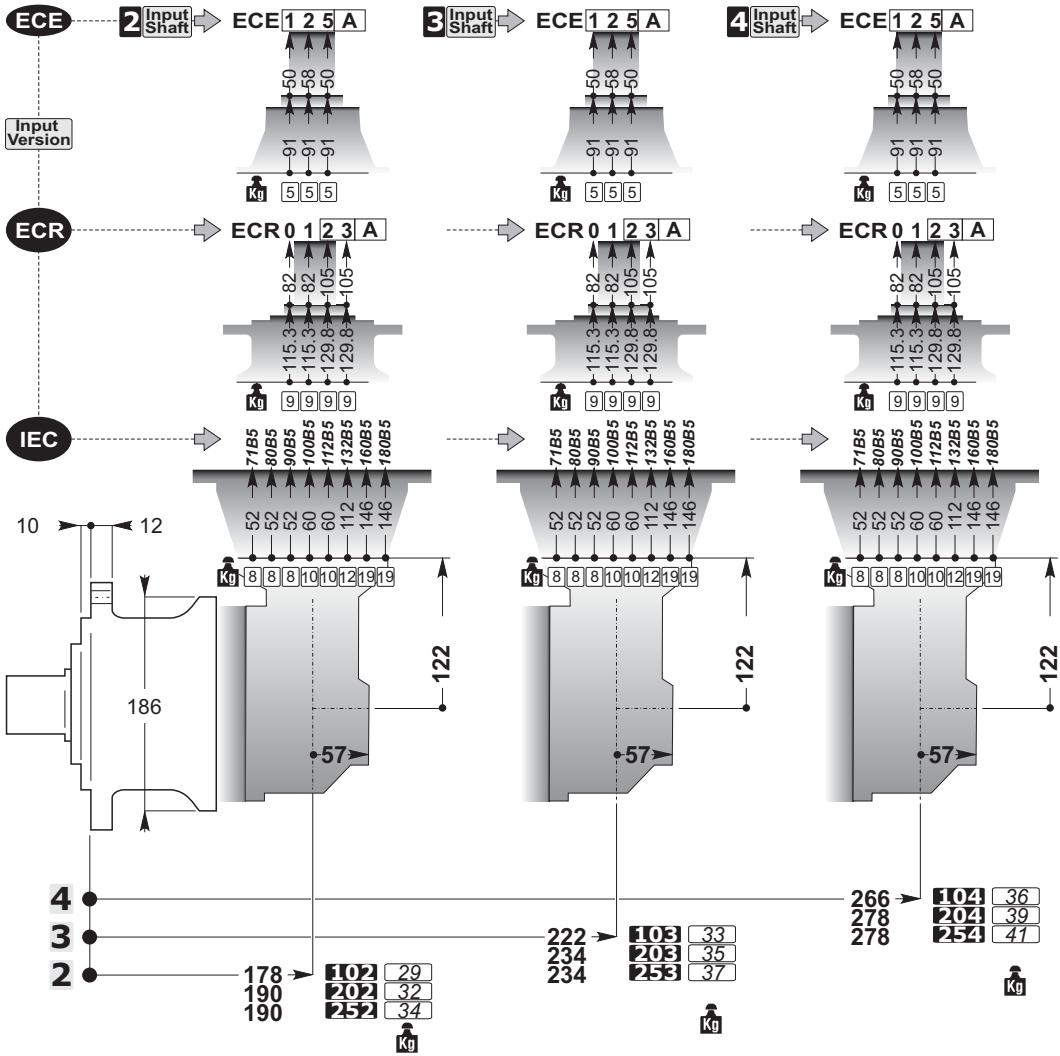 ECE 2 Input Shaft ECE 1 2 5 A 3 Input Shaft ECE 1 2 5 A 4 Input Shaft ECE 1 2 5 A
50 58 50 50 58 50 50 58 50
Input Version
91 91 91 91 91 91 91 91 91
Kg 5 5 5 Kg 5 5 5 Kg 5 5 5
ECR ECR 0 1 2 3 A ECR 0 1 2 3 A ECR 0 1 2 3 A
82 82 105 105 82 82 105 105 82 82 105 105
115.3 115.3 129.8 129.8 115.3 115.3 129.8 129.8 115.3 115.3 129.8 129.8
Kg 9 9 9 9 Kg 9 9 9 9 Kg 9 9 9 9
IEC 71B5 80B5 90B5 100B5 112B5 132B5 160B5 180B5 71B5 80B5 90B5 100B5 112B5 132B5 160B5 180B5 71B5 80B5 90B5 100B5 112B5 132B5 160B5 180B5
10 12 52 52 52 60 60 112 146 146 52 52 52 60 60 112 146 146 52 52 52 60 60 112 146 146
Kg 8 8 8 10 10 12 19 19 Kg 8 8 8 10 10 12 19 19 Kg 8 8 8 10 10 12 19 19
122 122 122
186
57 57 57
4 266 104 36
278 204 39
3 222 103 33 278 254 41
234 203 35
2 178 102 29 234 253 37
190 202 32 Kg
190 252 34 Kg
Kg